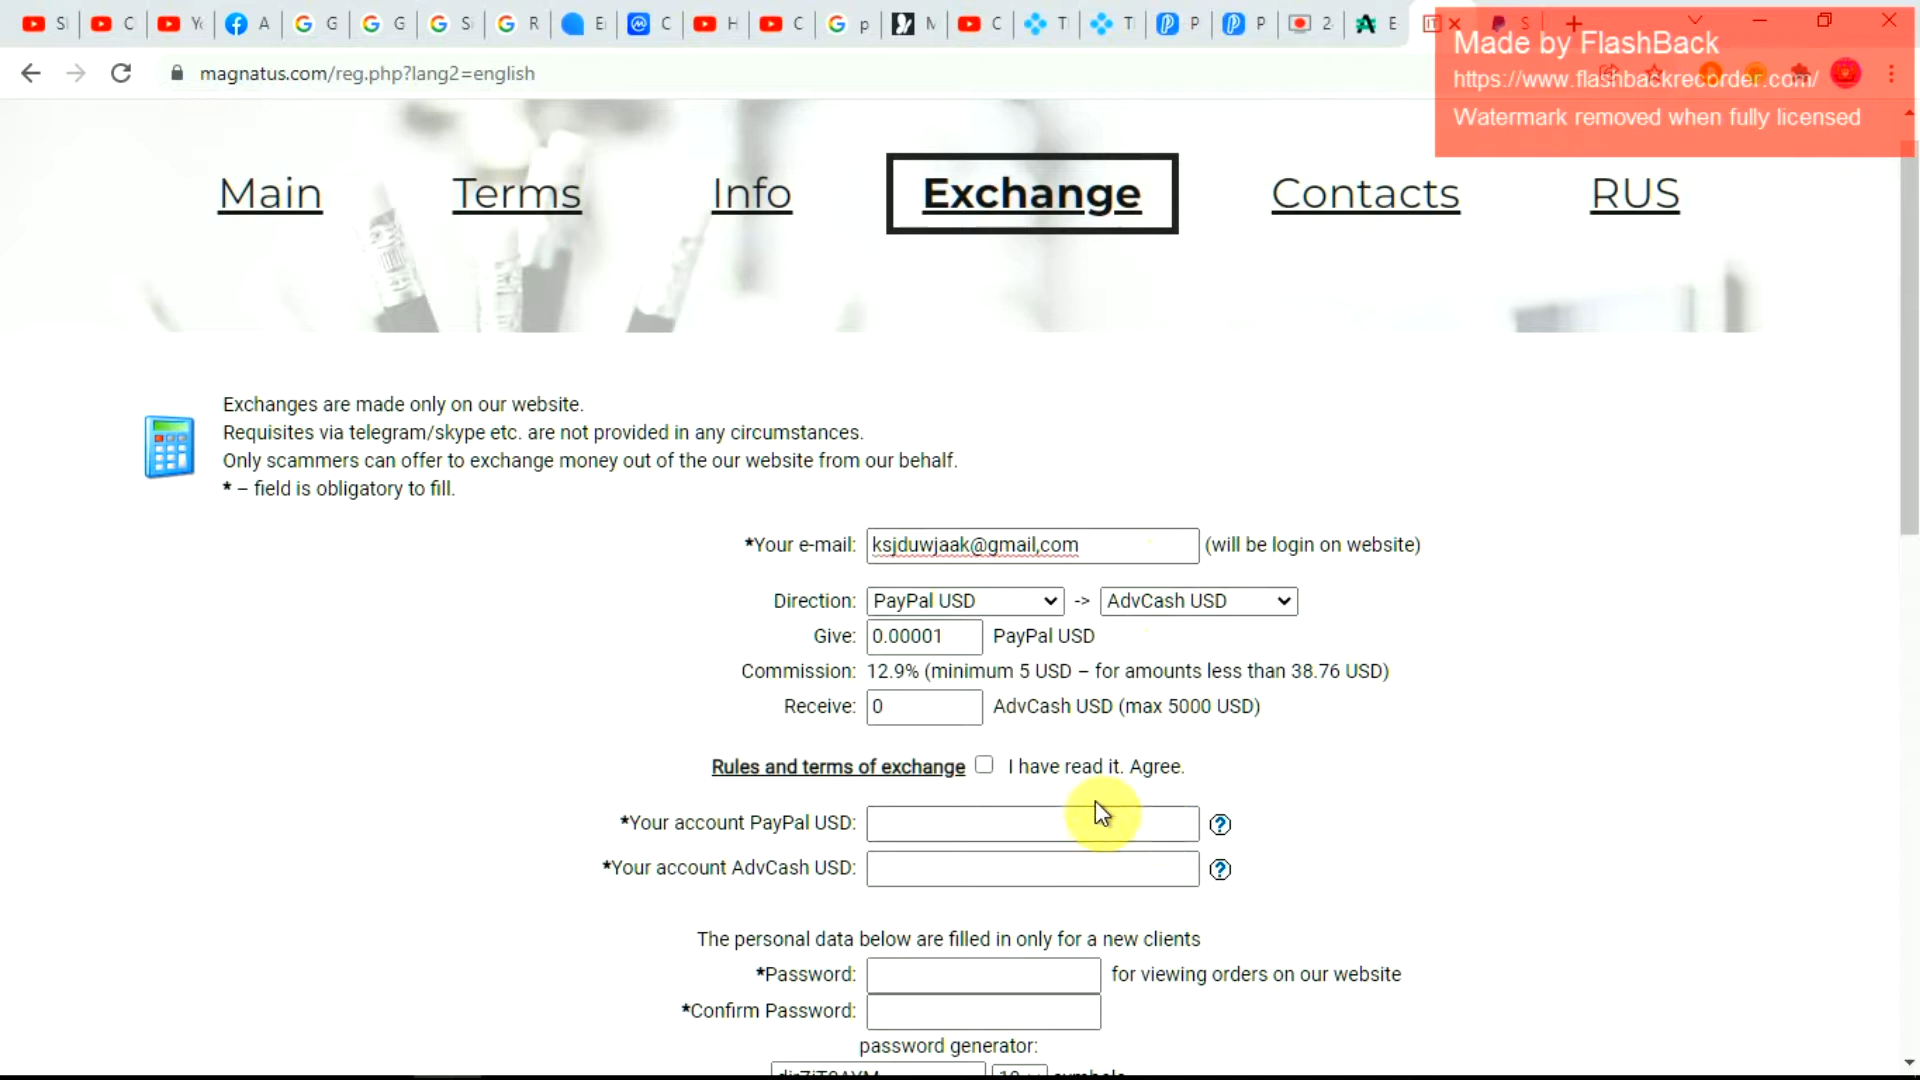 S
C
Y
A
G
G
S
R
E
C
H
C
p
M
C
T
T
P
P
2
E
S
magnatus.com/reg.php?lang2=english
Made by FlashBack
https://www.flashbackrecorder.com/
Watermark removed when fully licensed
Main
Terms
Info
Exchange
Contacts
RUS
Exchanges are made only on our website.
Requisites via telegram/skype etc. are not provided in any circumstances.
Only scammers can offer to exchange money out of the our website from our behalf.
* – field is obligatory to fill.
*Your e-mail: ksjduwjaak@gmail,com (will be login on website)
Direction: PayPal USD -> AdvCash USD
Give: 0.00001 PayPal USD
Commission: 12.9% (minimum 5 USD – for amounts less than 38.76 USD)
Receive: 0 AdvCash USD (max 5000 USD)
Rules and terms of exchange I have read it. Agree.
*Your account PayPal USD:
*Your account AdvCash USD:
The personal data below are filled in only for a new clients
*Password: for viewing orders on our website
*Confirm Password:
password generator:
symbols